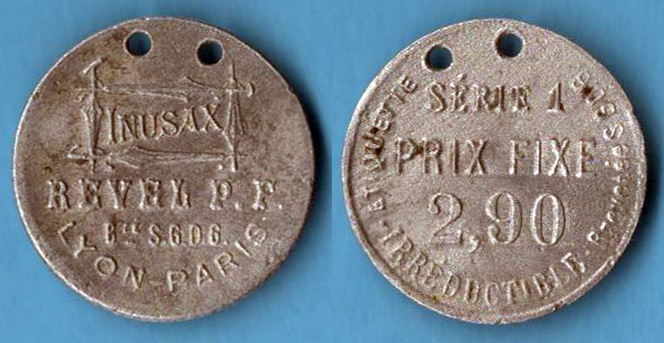 INUSAX
REVEL P. F.
Bté S.G.D.G.
LYON-PARIS
SÉRIE 1
PRIX FIXE
2,90
ETIQUETTE IRRÉDUCTIBLE